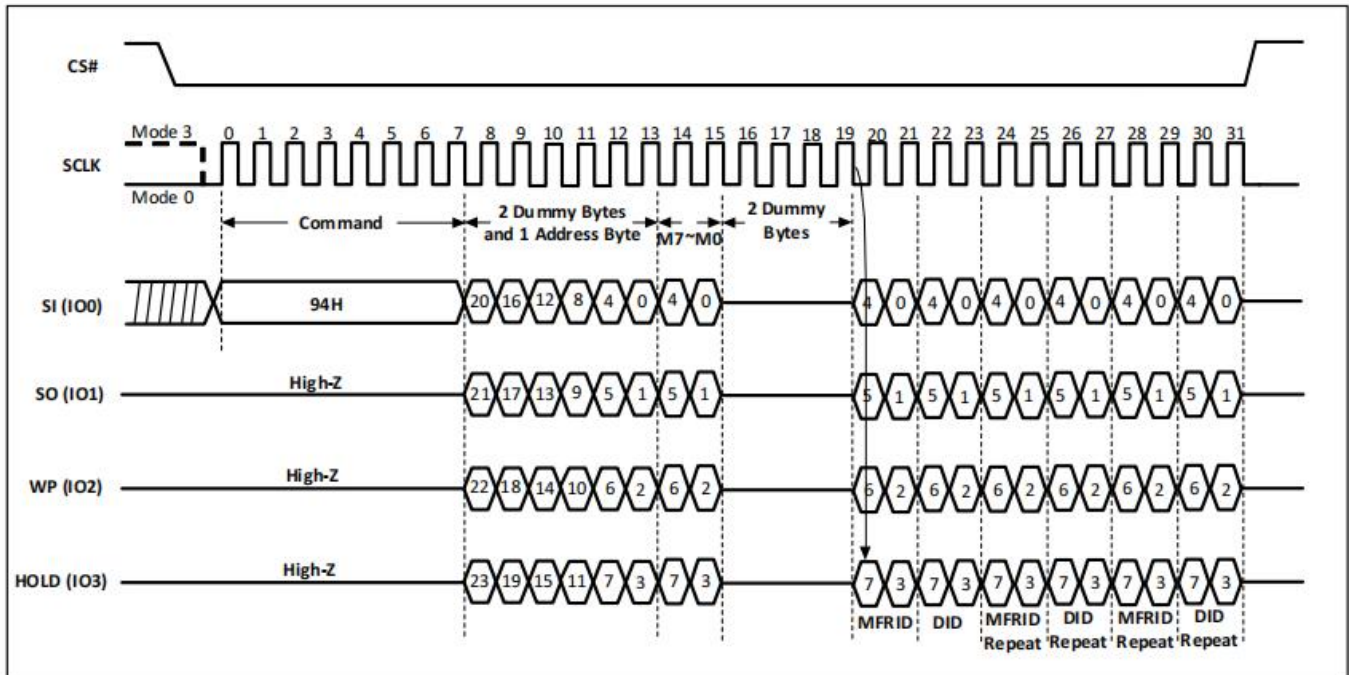 CS#
Mode 3 0 1 2 3 4 5 6 7 8 9 10 11 12 13 14 15 16 17 18 19 20 21 22 23 24 25 26 27 28 29 30 31
SCLK
Mode 0
Command 2 Dummy Bytes and 1 Address Byte M7~M0 2 Dummy Bytes
SI (IO0) 94H 20 16 12 8 4 0 4 0 4 0 4 0 4 0 4 0 4 0 4 0
SO (IO1) High-Z 21 17 13 9 5 1 5 1 5 1 5 1 5 1 5 1 5 1 5 1
WP (IO2) High-Z 22 18 14 10 6 2 6 2 6 2 6 2 6 2 6 2 6 2 6 2
HOLD (IO3) High-Z 23 19 15 11 7 3 7 3 7 3 7 3 7 3 7 3 7 3 7 3
MFRID DID MFRID DID MFRID DID
Repeat Repeat Repeat Repeat